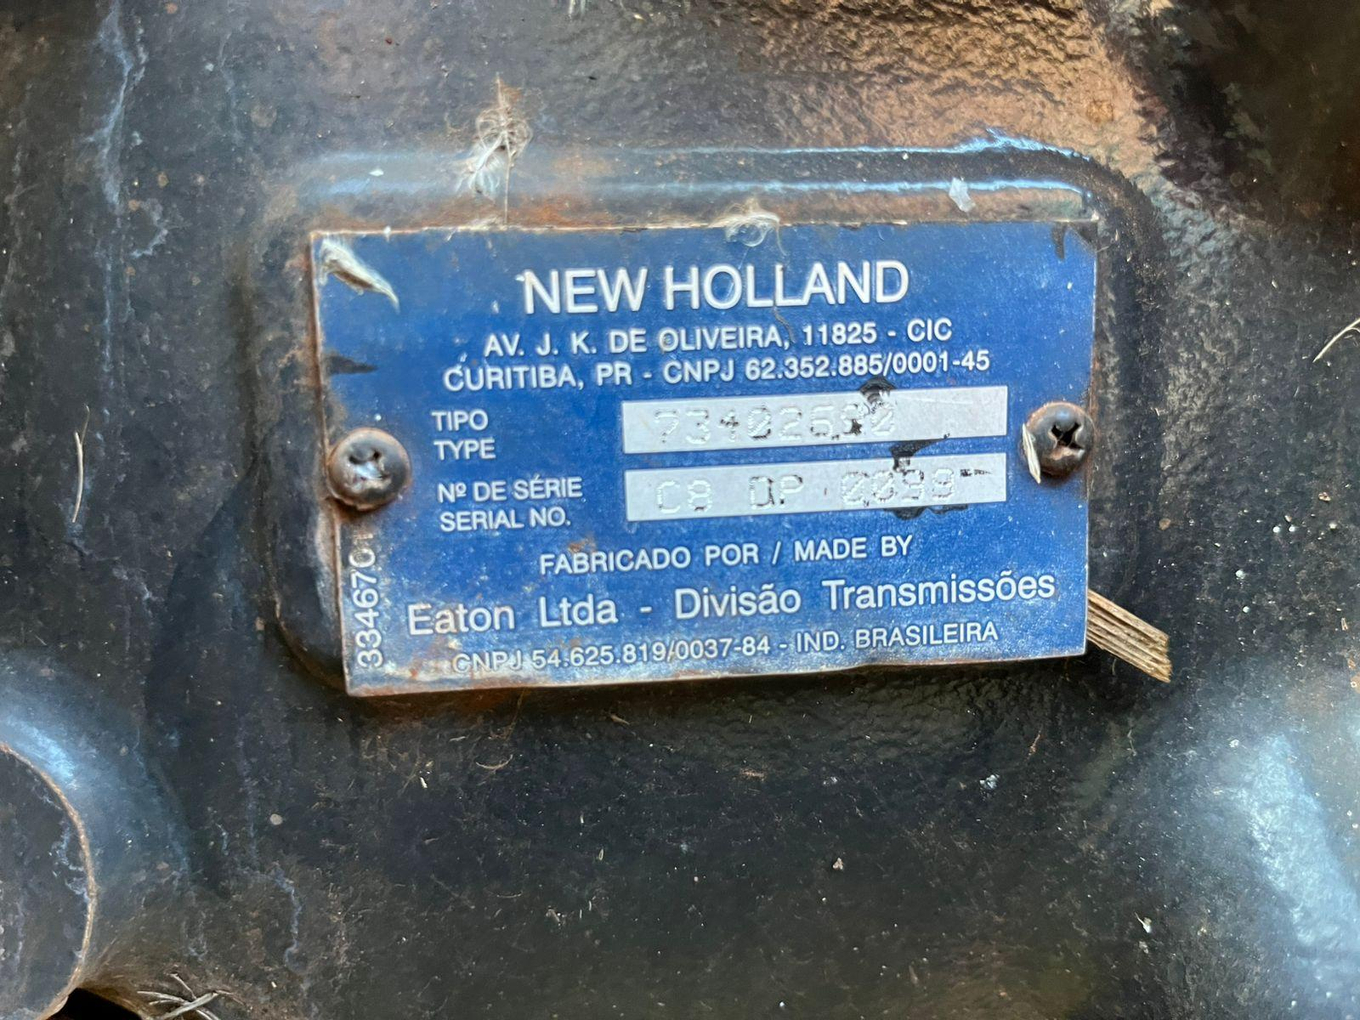 NEW HOLLAND
AV. J. K. DE OLIVEIRA, 11825 - CIC
CURITIBA, PR - CNPJ 62.352.885/0001-45
TIPO
TYPE
Nº DE SÉRIE
SERIAL NO.
C8 DP
FABRICADO POR / MADE BY
Eaton Ltda - Divisão Transmissões
CNPJ 54.625.819/0037-84 - IND. BRASILEIRA